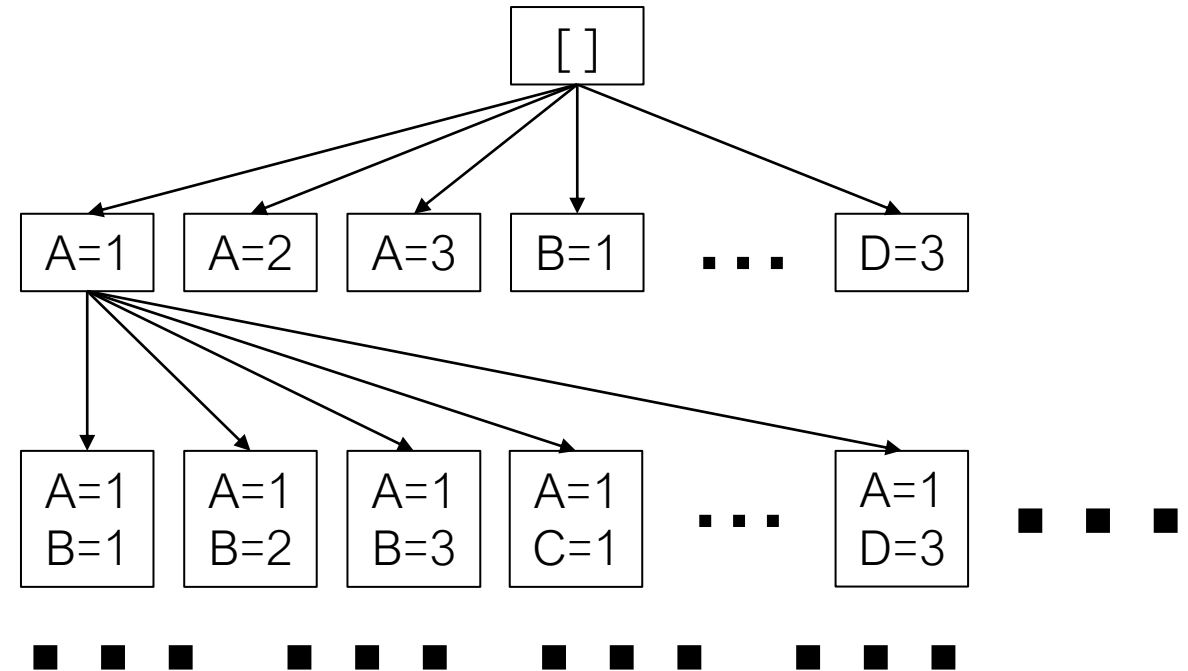 [ ]
A=1
A=2
A=3
B=1
...
D=3
A=1
B=1
A=1
B=2
A=1
B=3
A=1
C=1
...
A=1
D=3
...
... ... ... ...